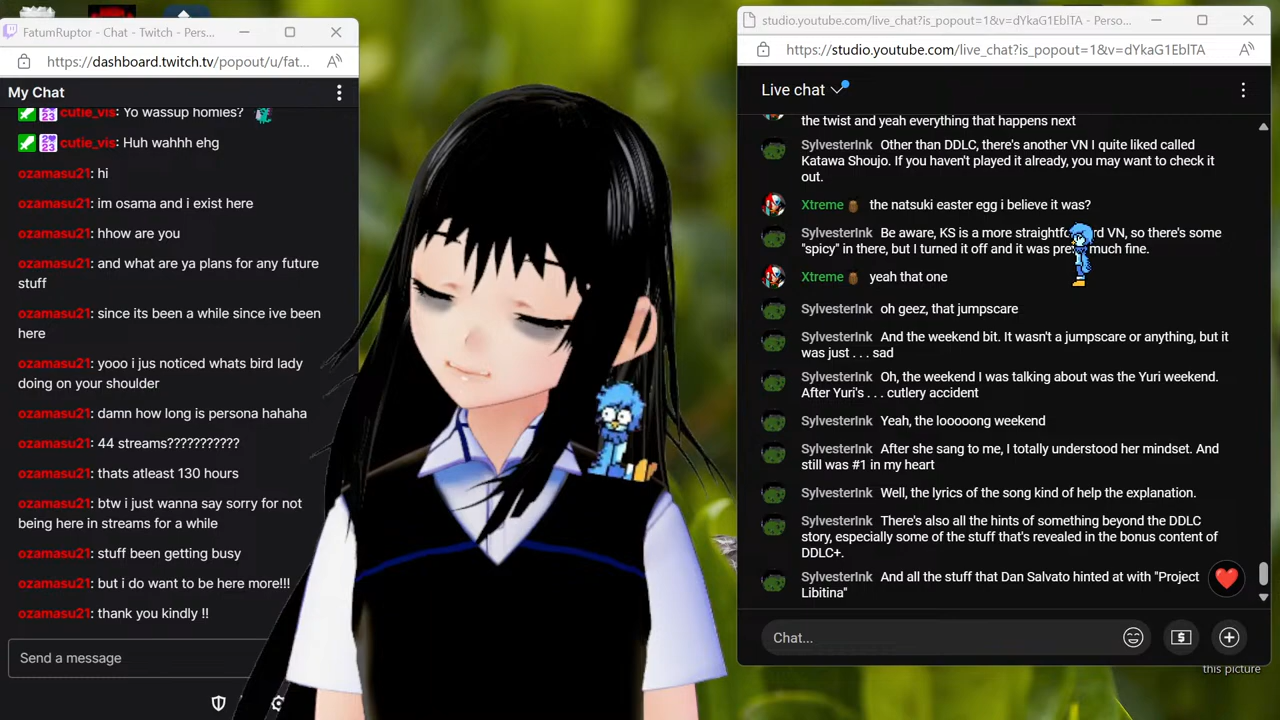 FatumRuptor - Chat - Twitch - Pers...
https://dashboard.twitch.tv/popout/u/fat...
My Chat
cutie_vis: Yo wassup homies?
cutie_vis: Huh wahhh ehg
ozamasu21: hi
ozamasu21: im osama and i exist here
ozamasu21: hhow are you
ozamasu21: and what are ya plans for any future
stuff
ozamasu21: since its been a while since ive been
here
ozamasu21: yooo i jus noticed whats bird lady
doing on your shoulder
ozamasu21: damn how long is persona hahaha
ozamasu21: 44 streams???????????
ozamasu21: thats atleast 130 hours
ozamasu21: btw i just wanna say sorry for not
being here in streams for a while
ozamasu21: stuff been getting busy
ozamasu21: but i do want to be here more!!!
ozamasu21: thank you kindly !!
Send a message
studio.youtube.com/live_chat?is_popout=1&v=dYkaG1EblTA - Perso...
https://studio.youtube.com/live_chat?is_popout=1&v=dYkaG1EblTA
Live chat
the twist and yeah everything that happens next
SylvesterInk Other than DDLC, there's another VN I quite liked called
Katawa Shoujo. If you haven't played it already, you may want to check it
out.
Xtreme the natsuki easter egg i believe it was?
SylvesterInk Be aware, KS is a more straightfo rd VN, so there's some
"spicy" in there, but I turned it off and it was pre much fine.
Xtreme yeah that one
SylvesterInk oh geez, that jumpscare
SylvesterInk And the weekend bit. It wasn't a jumpscare or anything, but it
was just . . . sad
SylvesterInk Oh, the weekend I was talking about was the Yuri weekend.
After Yuri's . . . cutlery accident
SylvesterInk Yeah, the looooong weekend
SylvesterInk After she sang to me, I totally understood her mindset. And
still was #1 in my heart
SylvesterInk Well, the lyrics of the song kind of help the explanation.
SylvesterInk There's also all the hints of something beyond the DDLC
story, especially some of the stuff that's revealed in the bonus content of
DDLC+.
SylvesterInk And all the stuff that Dan Salvato hinted at with "Project
Libitina"
Chat...
this picture